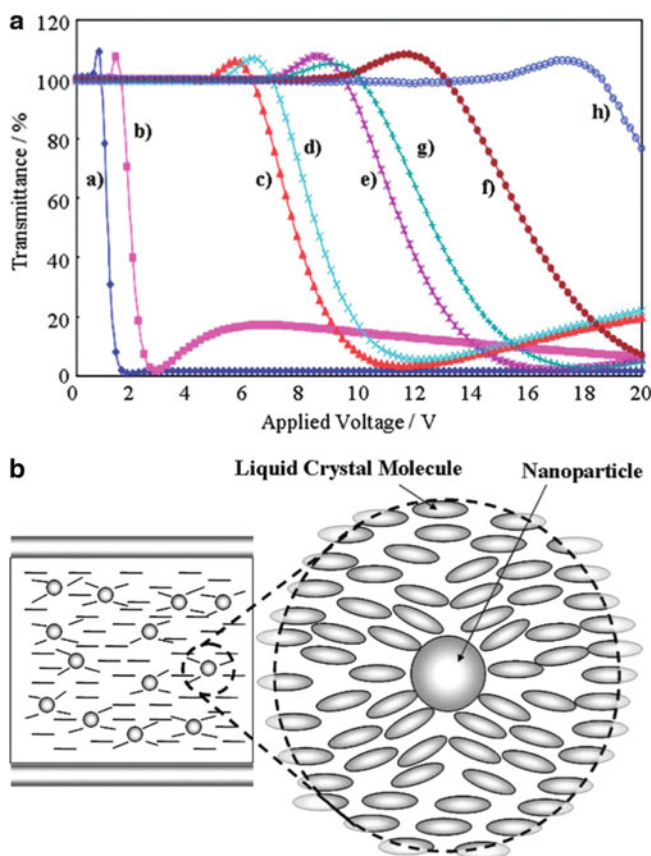 a
120
100
80
60
40
20
0
Transmittance / %
a)
b)
c)
d)
e)
g)
f)
h)
0 2 4 6 8 10 12 14 16 18 20
Applied Voltage / V
b
Liquid Crystal Molecule
Nanoparticle